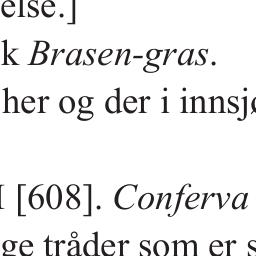 else.]
k Brasen-gras.
her og der i innsjø
[608]. Conferva
ge tråder som er s